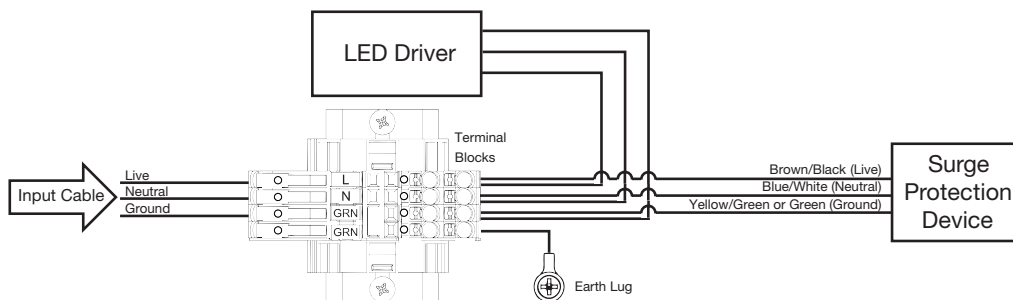 LED Driver
Terminal
Blocks
Input Cable
Live
Neutral
Ground
L
N
GRN
GRN
Brown/Black (Live)
Blue/White (Neutral)
Yellow/Green or Green (Ground)
Surge
Protection
Device
Earth Lug